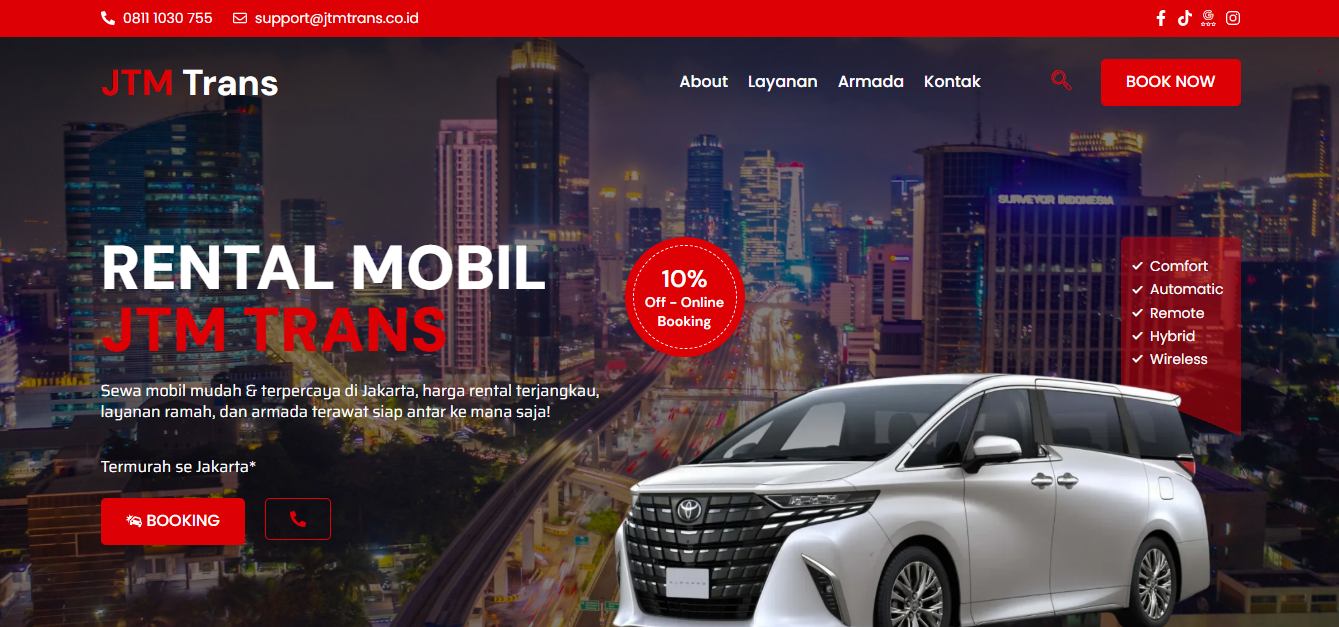 0811 1030 755 support@jtmtrans.co.id
JTM Trans
About Layanan Armada Kontak
BOOK NOW
SURVEYOR INDONESIA
RENTAL MOBIL
JTM TRANS
10%
Off - Online
Booking
✓ Comfort
✓ Automatic
✓ Remote
✓ Hybrid
✓ Wireless
Sewa mobil mudah & terpercaya di Jakarta, harga rental terjangkau,
layanan ramah, dan armada terawat siap antar ke mana saja!
Termurah se Jakarta*
BOOKING